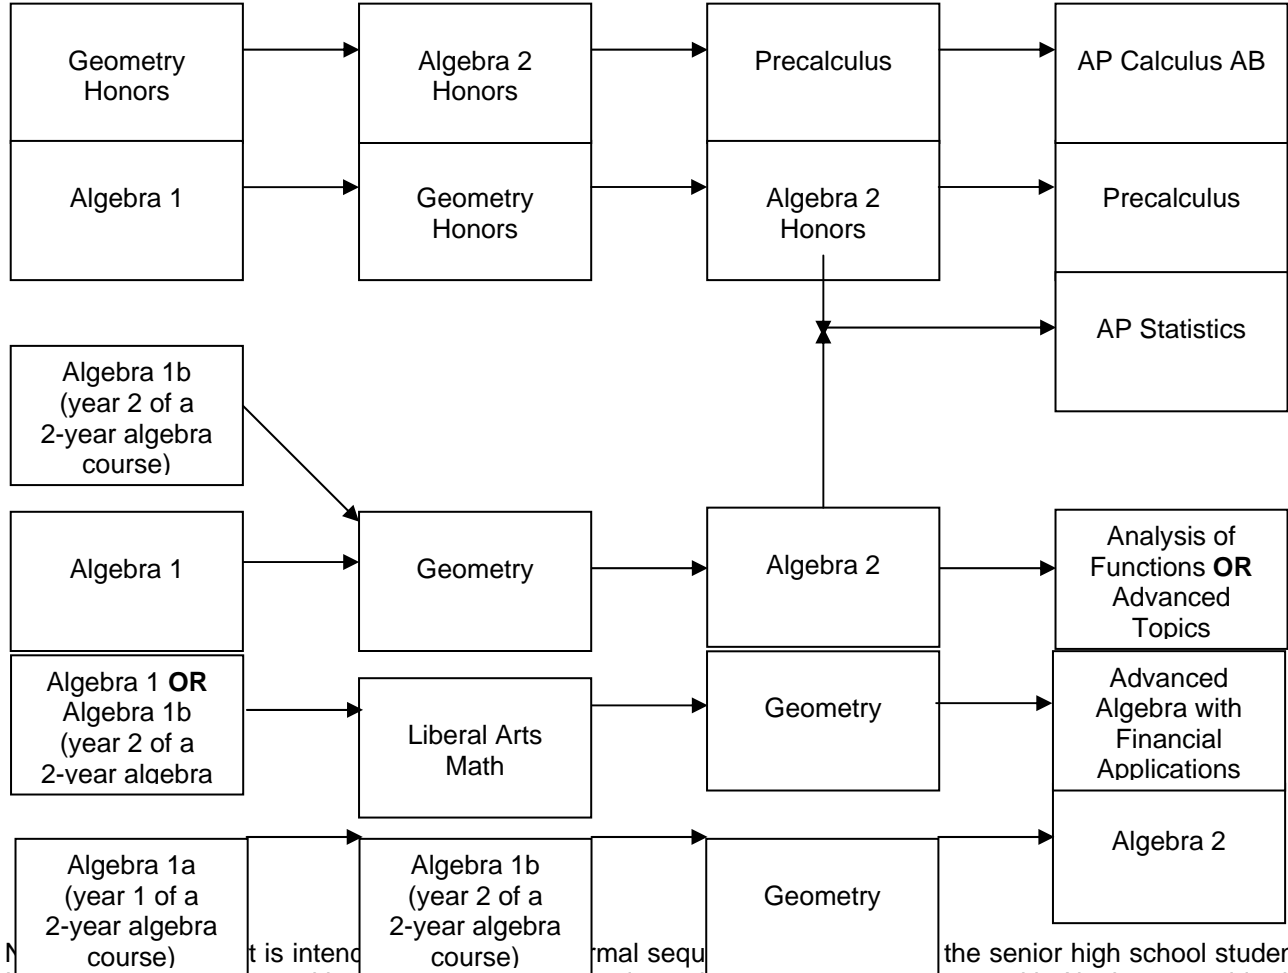 Geometry
Honors
Algebra 2
Honors
Precalculus
AP Calculus AB
Algebra 1
Geometry
Honors
Algebra 2
Honors
Precalculus
AP Statistics
Algebra 1b
(year 2 of a
2-year algebra
course)
Algebra 1
Geometry
Algebra 2
Analysis of
Functions OR
Advanced
Topics
Algebra 1 OR
Algebra 1b
(year 2 of a
2-year algebra
Liberal Arts
Math
Geometry
Advanced
Algebra with
Financial
Applications
Algebra 2
Algebra 1a
(year 1 of a
2-year algebra
course)
Algebra 1b
(year 2 of a
2-year algebra
course)
Geometry
is the senior high school